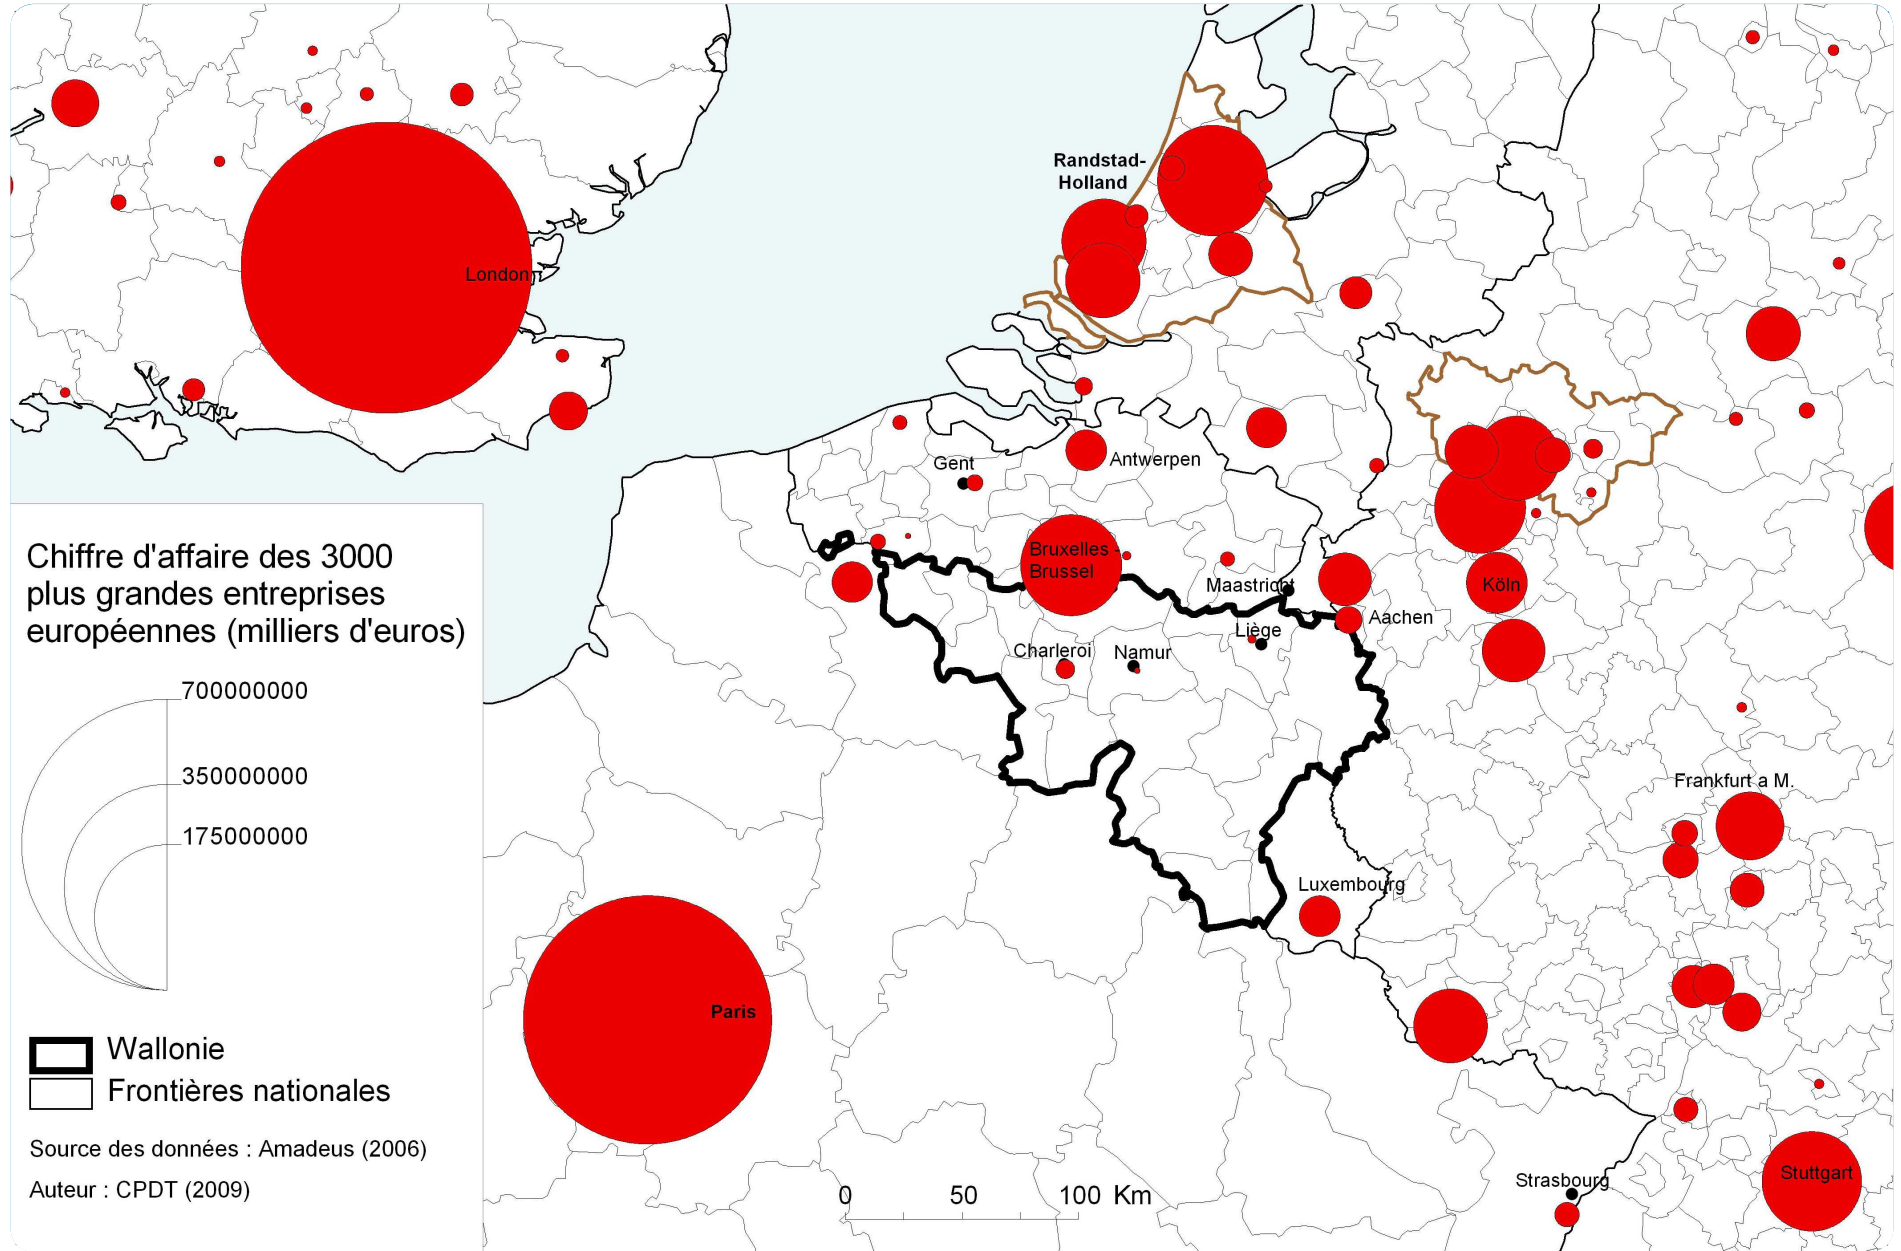 Randstad-
Holland
London
Gent
Antwerpen
Bruxelles -
Brussel
Maastricht
Köln
Aachen
Liège
Charleroi
Namur
Frankfurt a M.
Luxembourg
Paris
Strasbourg
Stuttgart
Chiffre d'affaire des 3000
plus grandes entreprises
européennes (milliers d'euros)
700000000
350000000
175000000
Wallonie
Frontières nationales
Source des données : Amadeus (2006)
Auteur : CPDT (2009)
0 50 100 Km